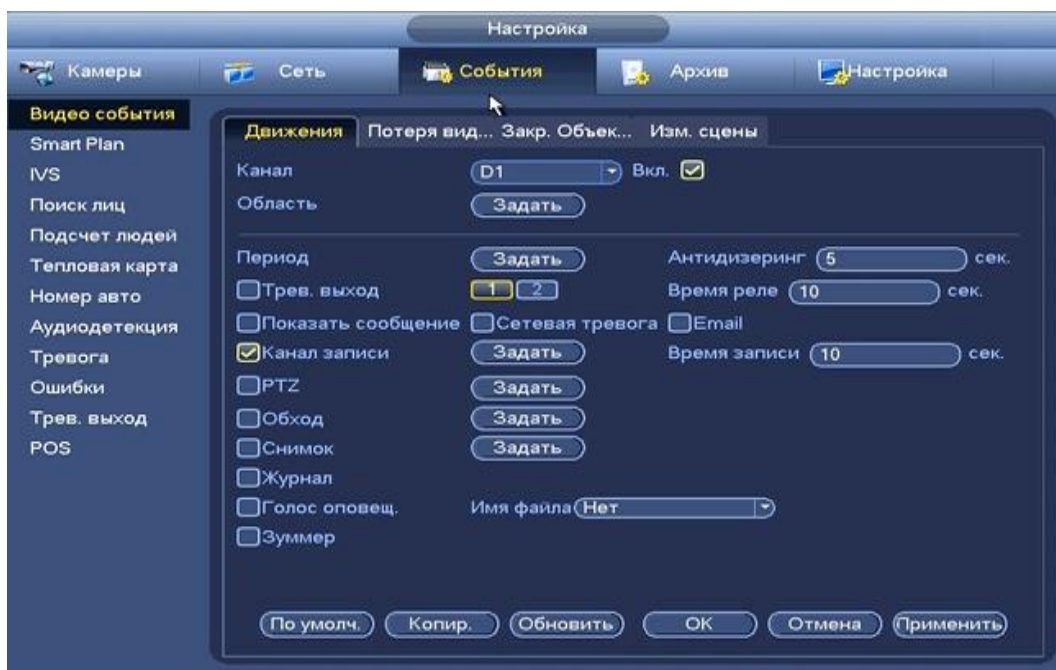 Настройка
Камеры Сеть События Архив Настройка
Видео события
Smart Plan
IVS
Поиск лиц
Подсчет людей
Тепловая карта
Номер авто
Аудиодетекция
Тревога
Ошибки
Трев. выход
POS
Движения Потеря вид... Закр. Объек... Изм. сцены
Канал D1 Вкл.
Область Задать
Период Задать Антидизеринг 5 сек.
Трев. выход 1 2 Время реле 10 сек.
Показать сообщение Сетевая тревога Email
Канал записи Задать Время записи 10 сек.
PTZ Задать
Обход Задать
Снимок Задать
Журнал
Голос оповещ. Имя файла Нет
Зуммер
По умолч. Копир. Обновить OK Отмена Применить